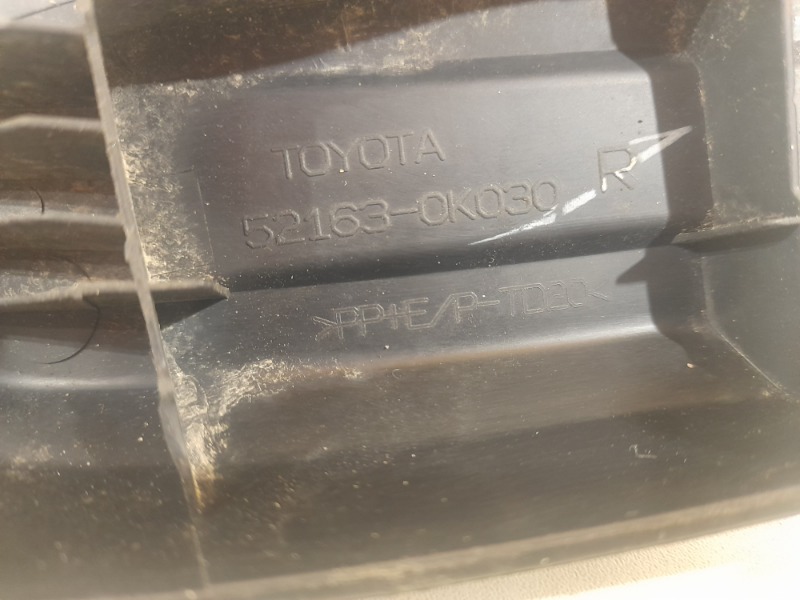 TOYOTA
52163-0K030 R
>PP+E/P-TD20<